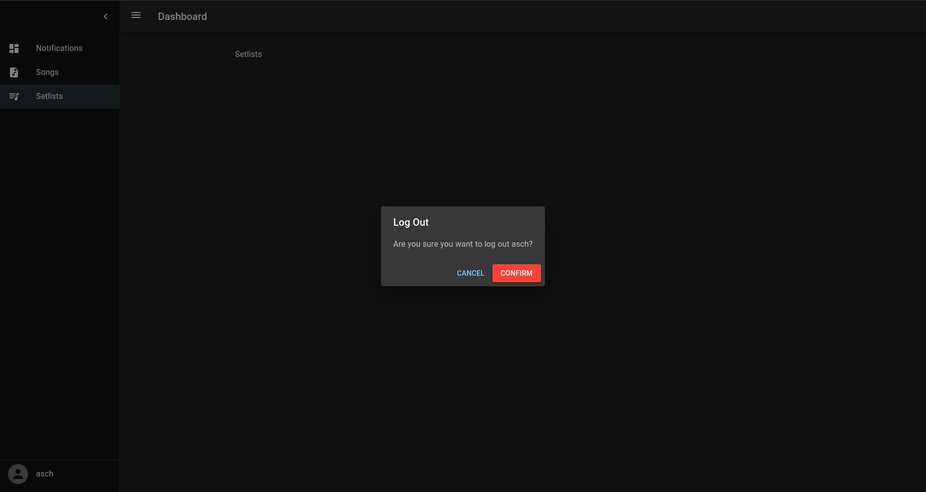 Dashboard
Notifications
Songs
Setlists
Setlists
Log Out
Are you sure you want to log out asch?
CANCEL
CONFIRM
asch